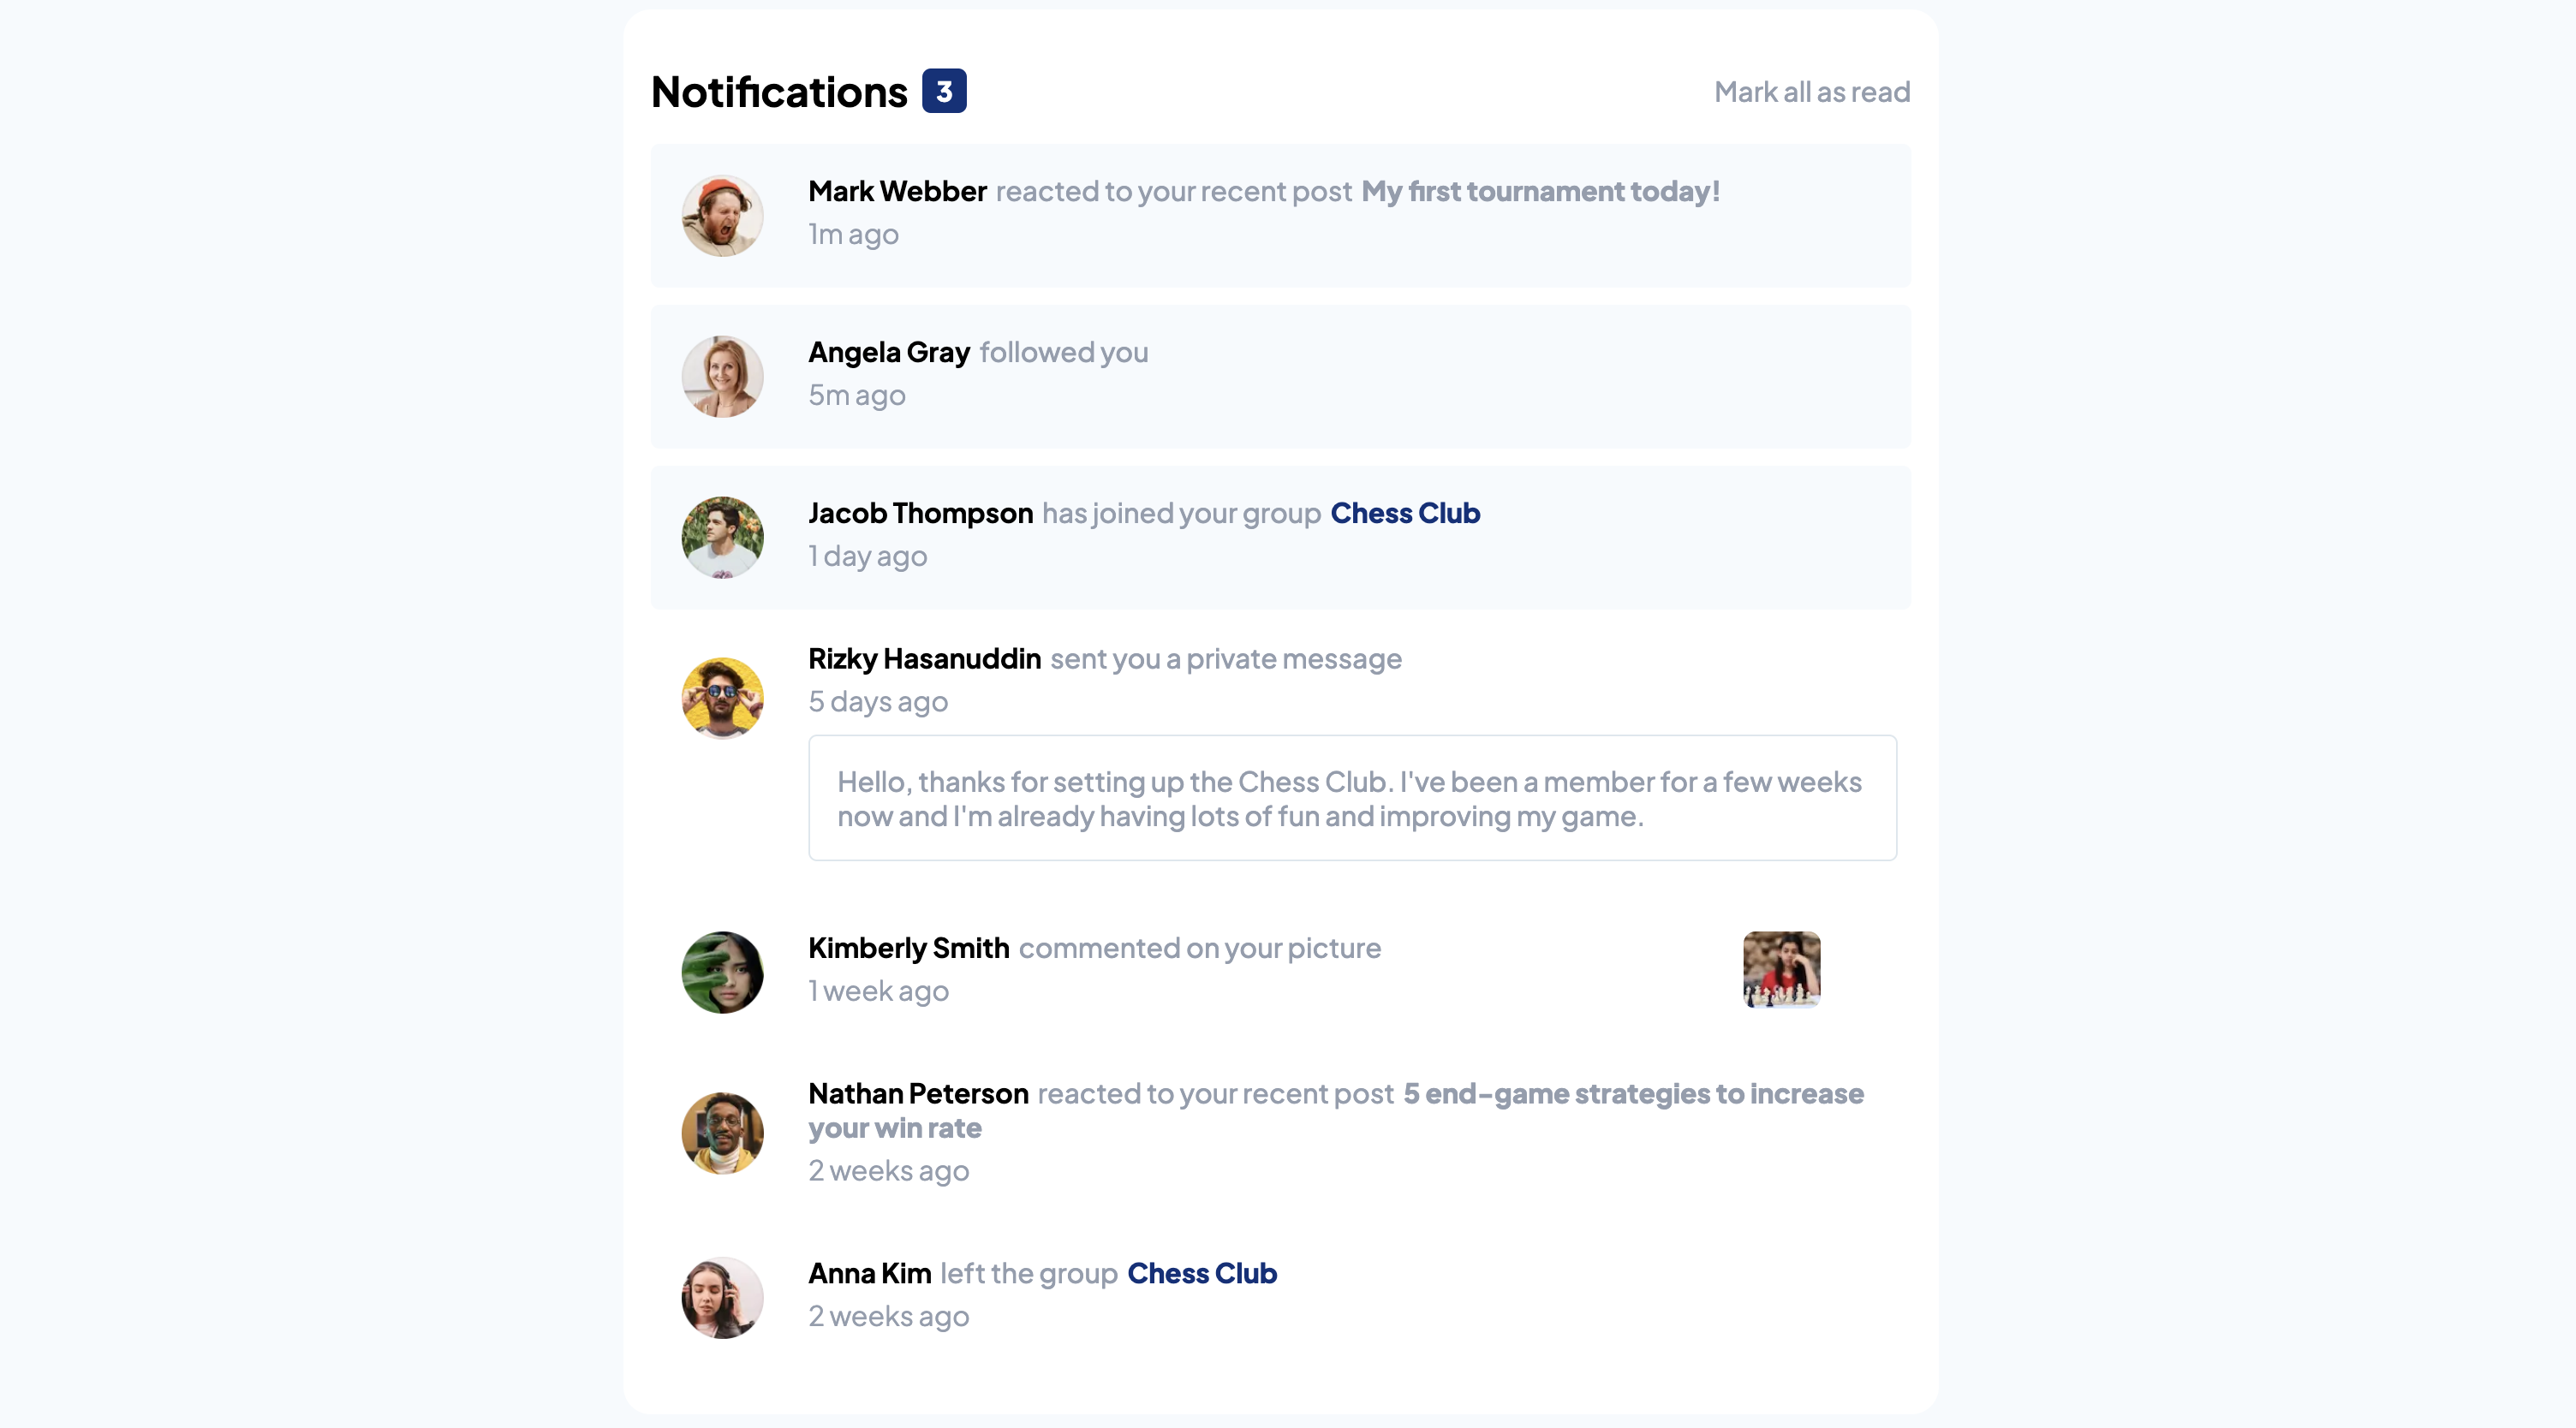 Notifications 3
Mark all as read
Mark Webber reacted to your recent post My first tournament today!
1m ago
Angela Gray followed you
5m ago
Jacob Thompson has joined your group Chess Club
1 day ago
Rizky Hasanuddin sent you a private message
5 days ago
Hello, thanks for setting up the Chess Club. I've been a member for a few weeks
now and I'm already having lots of fun and improving my game.
Kimberly Smith commented on your picture
1 week ago
Nathan Peterson reacted to your recent post 5 end-game strategies to increase
your win rate
2 weeks ago
Anna Kim left the group Chess Club
2 weeks ago